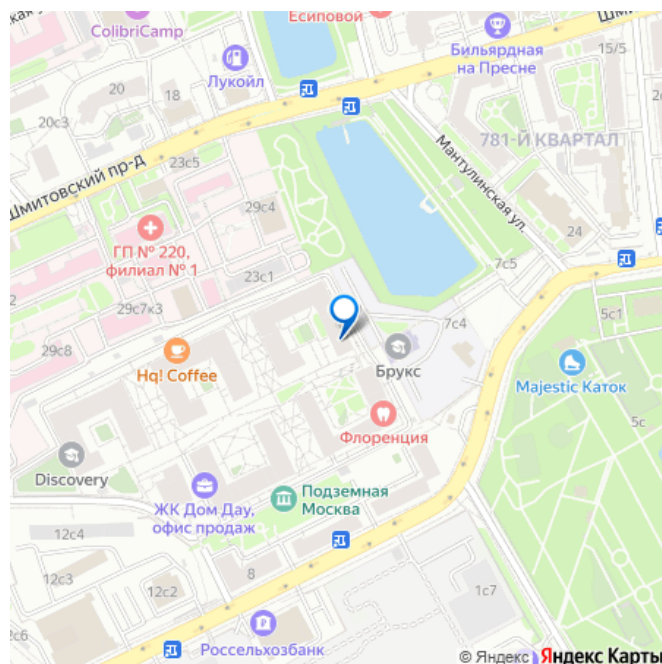 Есиповой
ColibriCamp
Лукойл
Бильярдная
на Пресне
15/5
20
18
20с3
781-Й КВАРТАЛ
Мантулинская ул.
23с5
Шмитовский пр-д
29с4
24
ГП № 220,
филиал № 1
23с1
7с5
29с7к3
7с4
5с1
29с8
Hq! Coffee
Брукс
Majestic Каток
Флоренция
5с
Discovery
ЖК Дом Дау,
офис продаж
Подземная
Москва
12с4
12с3
8
12с2
1с7
2с6
Россельхозбанк
© Яндекс Яндекс Карты